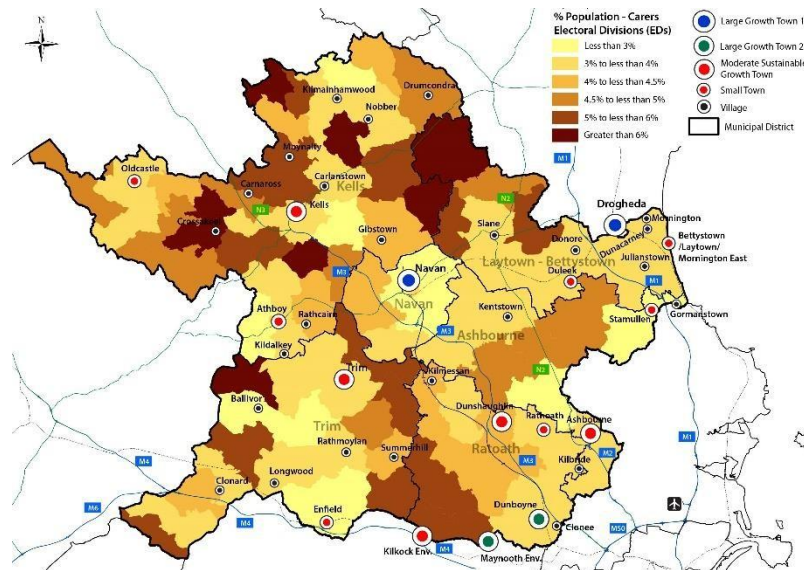 N
% Population - Carers
Electoral Divisions (EDs)
Less than 3%
3% to less than 4%
4% to less than 4.5%
4.5% to less than 5%
5% to less than 6%
Greater than 6%
Large Growth Town 1
Large Growth Town 2
Moderate Sustainable
Growth Town
Small Town
Village
Municipal District
Kilmainhamwood
Drumcondrat
Nobber
Moynalty
M1
Oldcastle
Carlanstown
Carnaross
Kells
Kells
N3
N2
Drogheda
Mornington
Crossakeel
Slane
Bettystown
/Laytown/
Mornington East
Gibstown
Donore
Dunacarney
Laytown - Bettystown
Julianstown
M3
Navan
Duleek
M1
Navan
Athboy
Rathcairn
Kentstown
Stamullen
Gormanstown
M3
Ashbourne
Kildalkey
Trim
Kilmessan
N2
Ballivor
Dunshaughlin
Ratoath
Ashbourne
Trim
Ratoath
M1
Rathmoylan
Summerhill
M3
M2
Kilbride
M4
Longwood
Clonard
M6
Enfield
Dunboyne
M4
Clonee
M50
Kilkock Env.
M4
Maynooth Env.